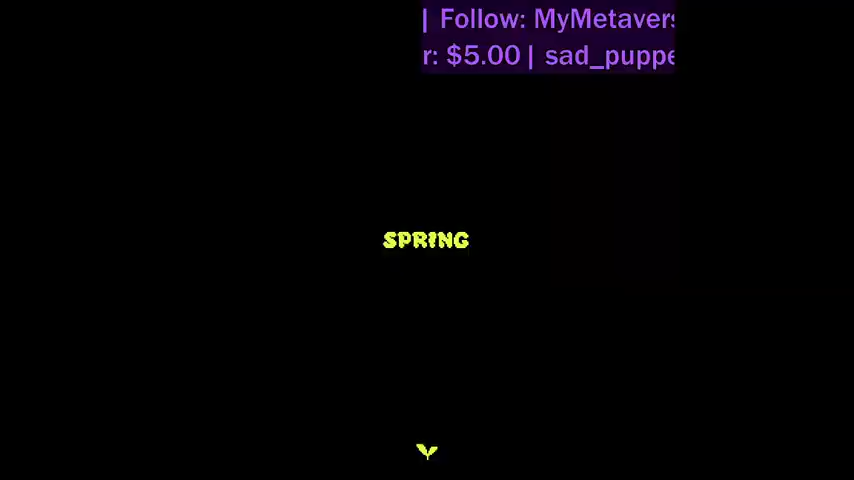 | Follow: MyMetavers
r: $5.00 | sad_puppe
SPRING